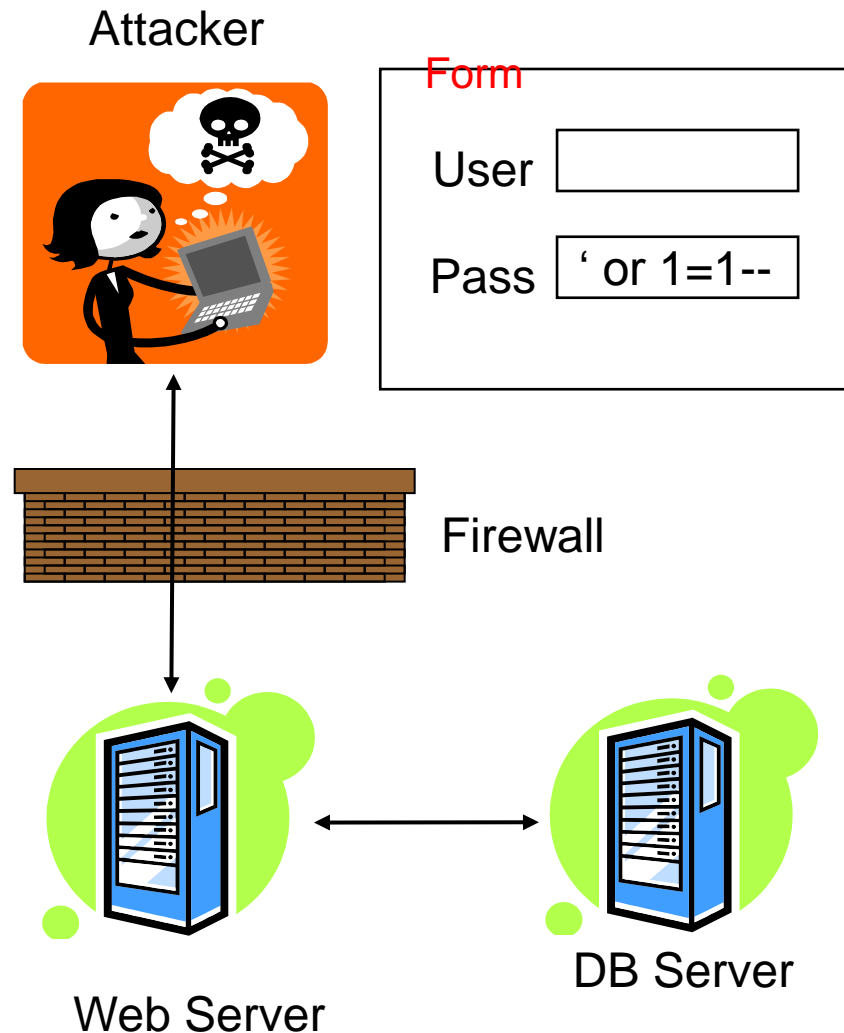 Attacker
Form
User
Pass ‘ or 1=1--
Firewall
DB Server
Web Server